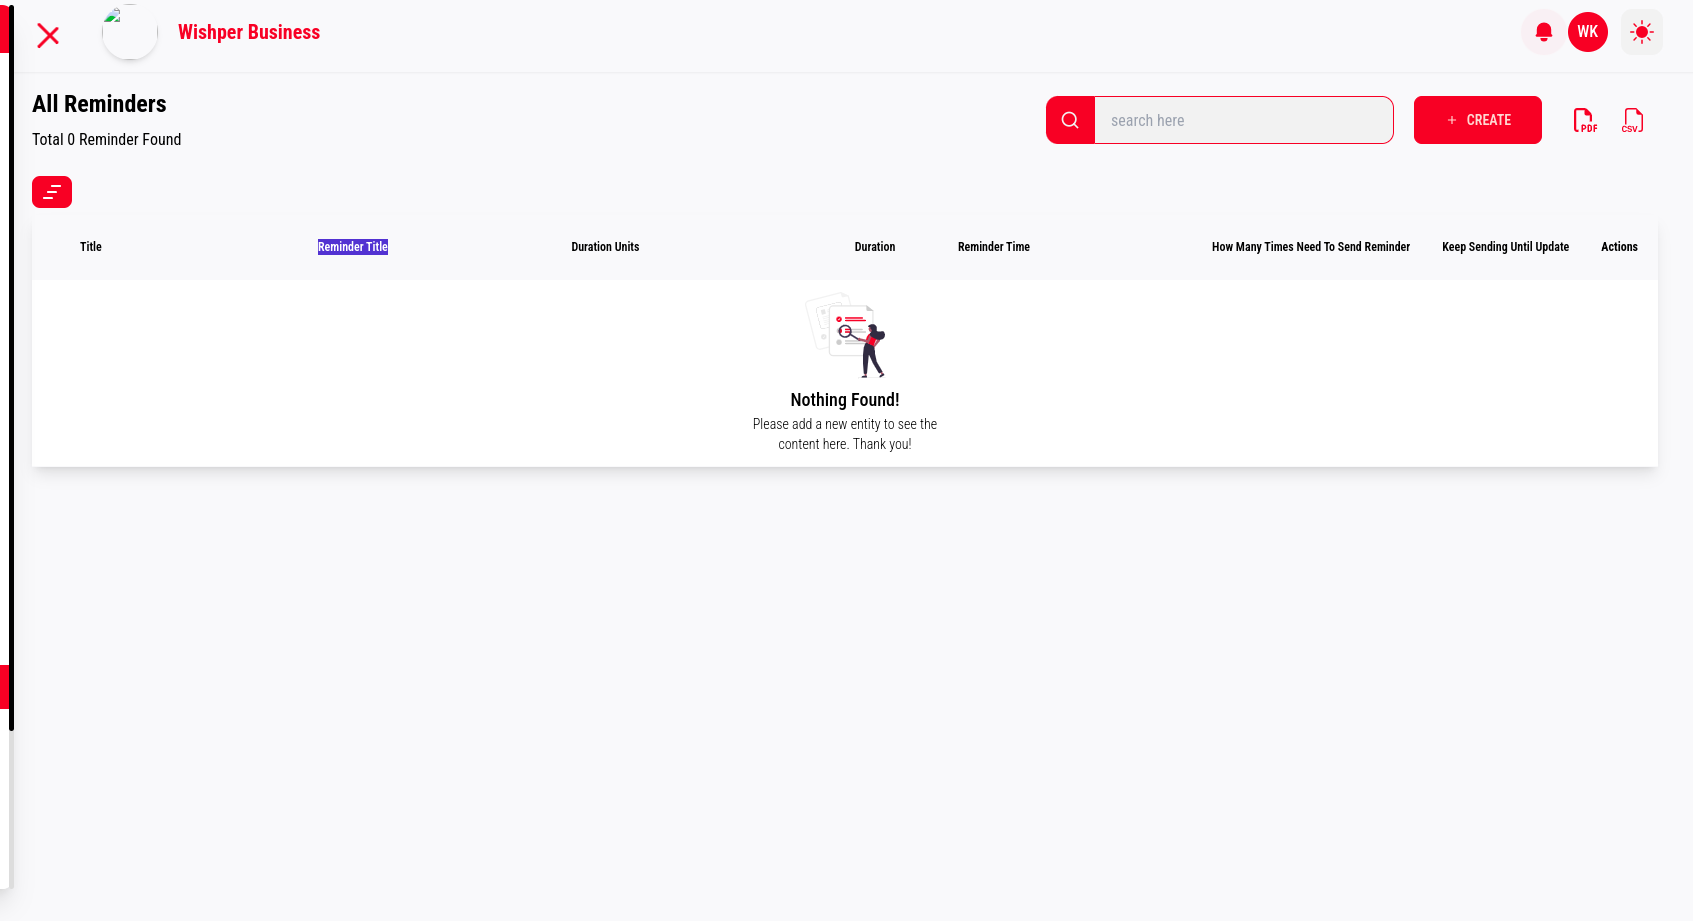 Wishper Business
WK
All Reminders
Total 0 Reminder Found
search here
+ CREATE
PDF
CSV
Title
Reminder Title
Duration Units
Duration
Reminder Time
How Many Times Need To Send Reminder
Keep Sending Until Update
Actions
Nothing Found!
Please add a new entity to see the
content here. Thank you!